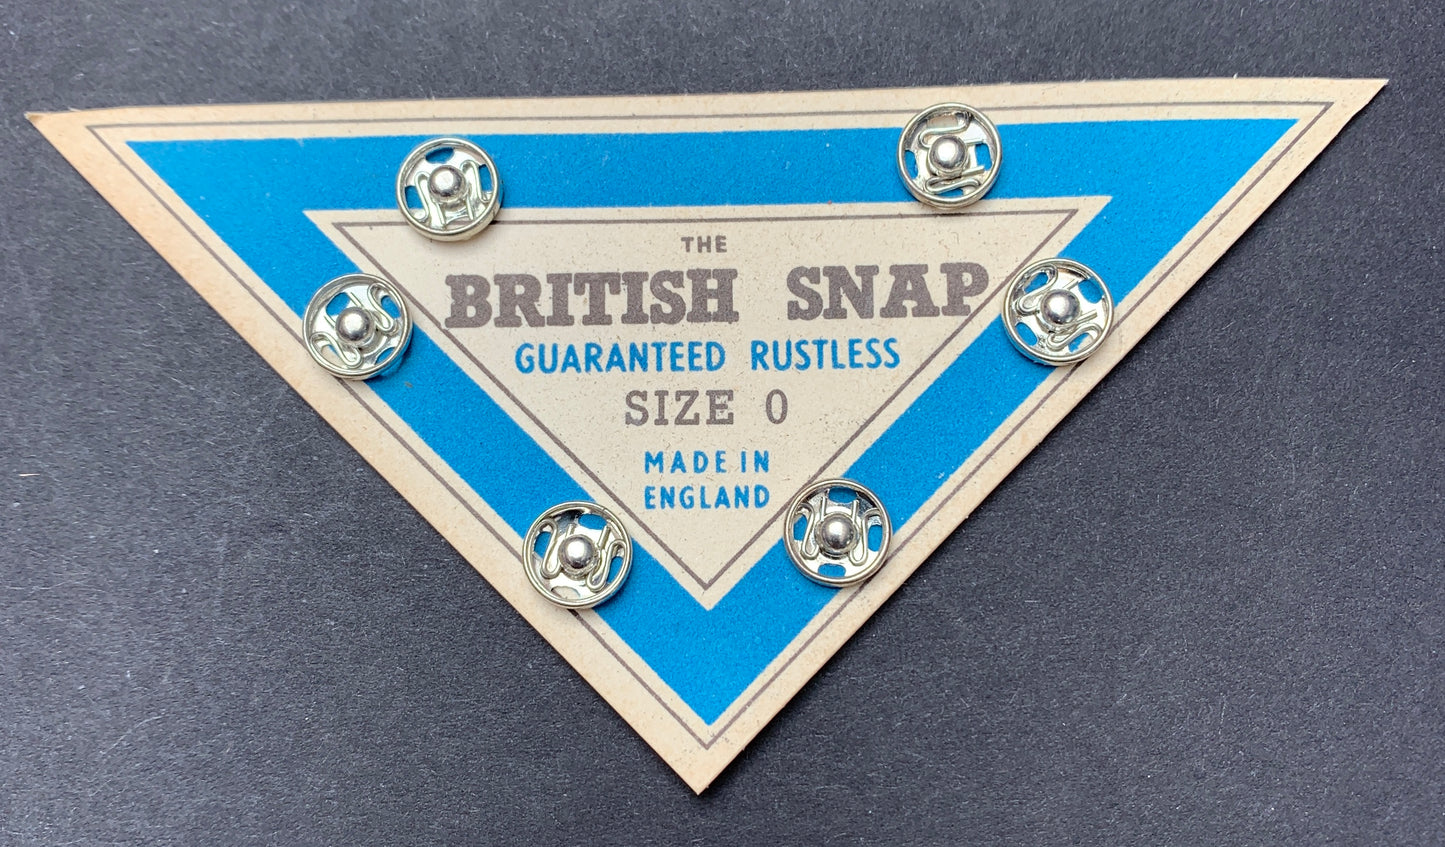 THE
BRITISH SNAP
GUARANTEED RUSTLESS
SIZE 0
MADE IN
ENGLAND